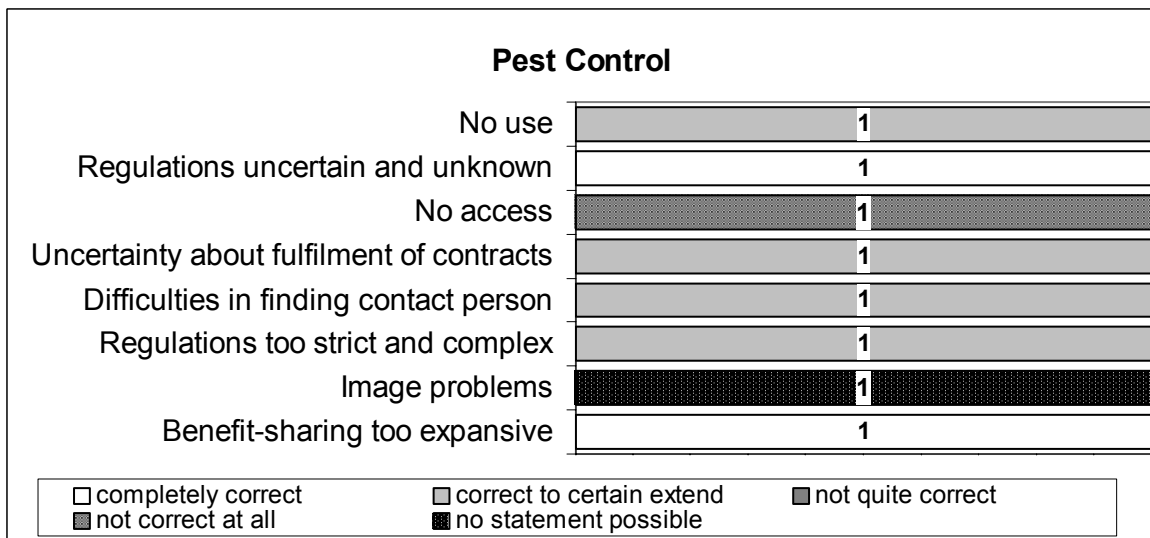 Pest Control
No use 1
Regulations uncertain and unknown 1
No access 1
Uncertainty about fulfilment of contracts 1
Difficulties in finding contact person 1
Regulations too strict and complex 1
Image problems 1
Benefit-sharing too expansive 1
completely correct correct to certain extend not quite correct
not correct at all no statement possible